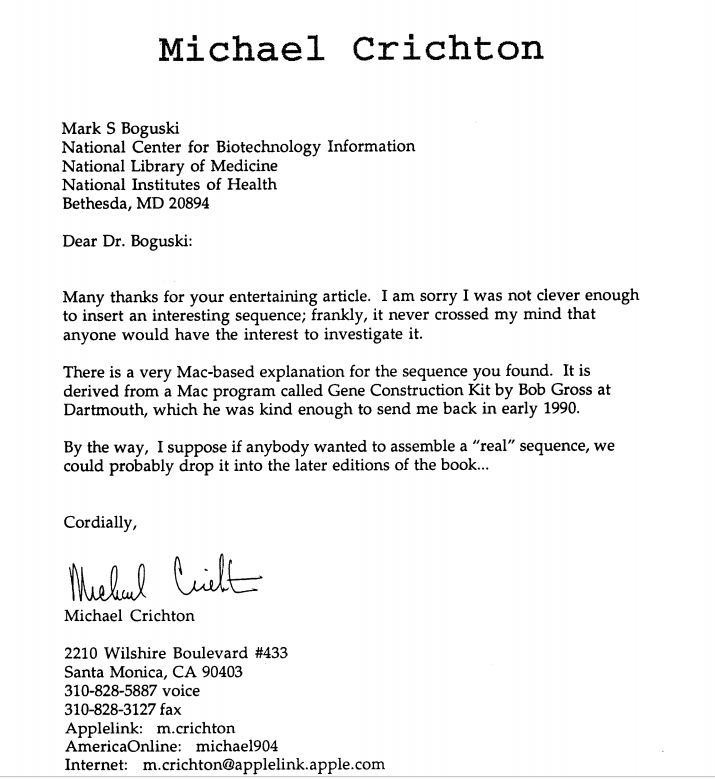 Michael Crichton
Mark S Boguski
National Center for Biotechnology Information
National Library of Medicine
National Institutes of Health
Bethesda, MD 20894
Dear Dr. Boguski:
Many thanks for your entertaining article.  I am sorry I was not clever enough
to insert an interesting sequence; frankly, it never crossed my mind that
anyone would have the interest to investigate it.
There is a very Mac-based explanation for the sequence you found.  It is
derived from a Mac program called Gene Construction Kit by Bob Gross at
Dartmouth, which he was kind enough to send me back in early 1990.
By the way,  I suppose if anybody wanted to assemble a "real" sequence, we
could probably drop it into the later editions of the book...
Cordially,
Michael Crichton
Michael Crichton
2210 Wilshire Boulevard #433
Santa Monica, CA 90403
310-828-5887 voice
310-828-3127 fax
Applelink:  m.crichton
AmericaOnline:  michael904
Internet:  m.crichton@applelink.apple.com